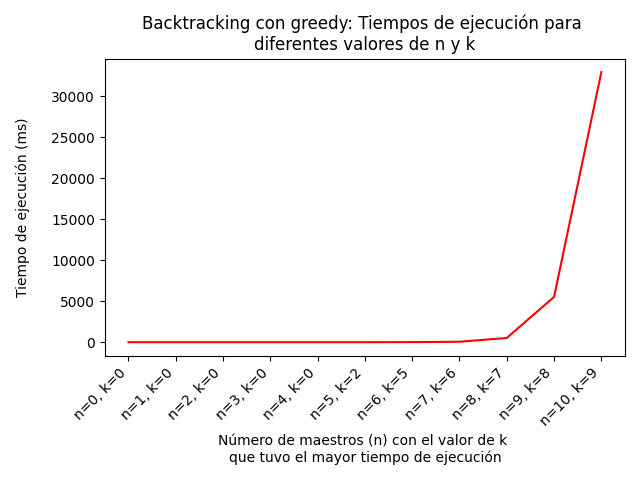 Backtracking con greedy: Tiempos de ejecución para
diferentes valores de n y k
Tiempo de ejecución (ms)
30000
25000
20000
15000
10000
5000
0
n=0, k=0
n=1, k=0
n=2, k=0
n=3, k=0
n=4, k=0
n=5, k=2
n=6, k=5
n=7, k=6
n=8, k=7
n=9, k=8
n=10, k=9
Número de maestros (n) con el valor de k
que tuvo el mayor tiempo de ejecución